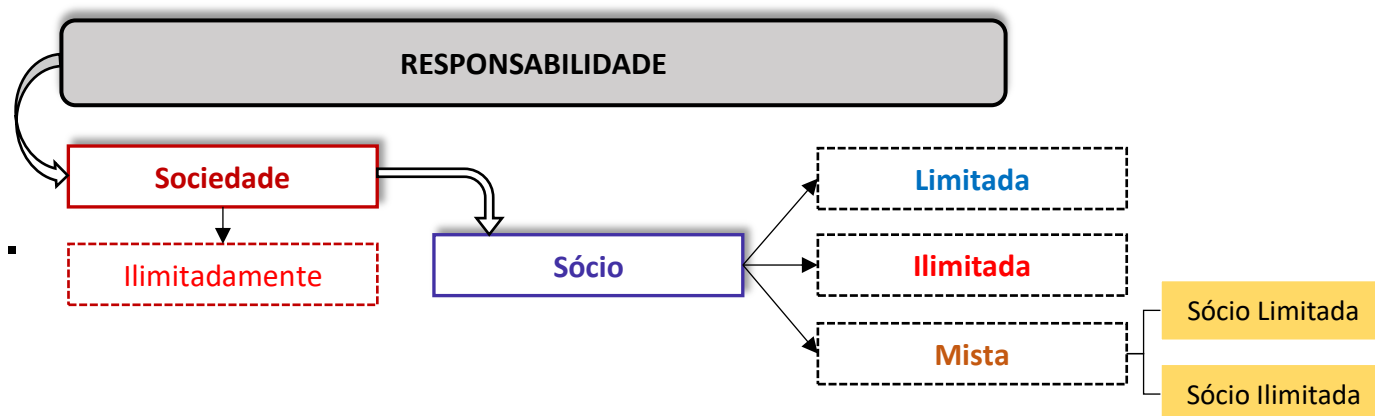 RESPONSABILIDADE
Sociedade
Ilimitadamente
Sócio
Limitada
Ilimitada
Mista
Sócio Limitada
Sócio Ilimitada